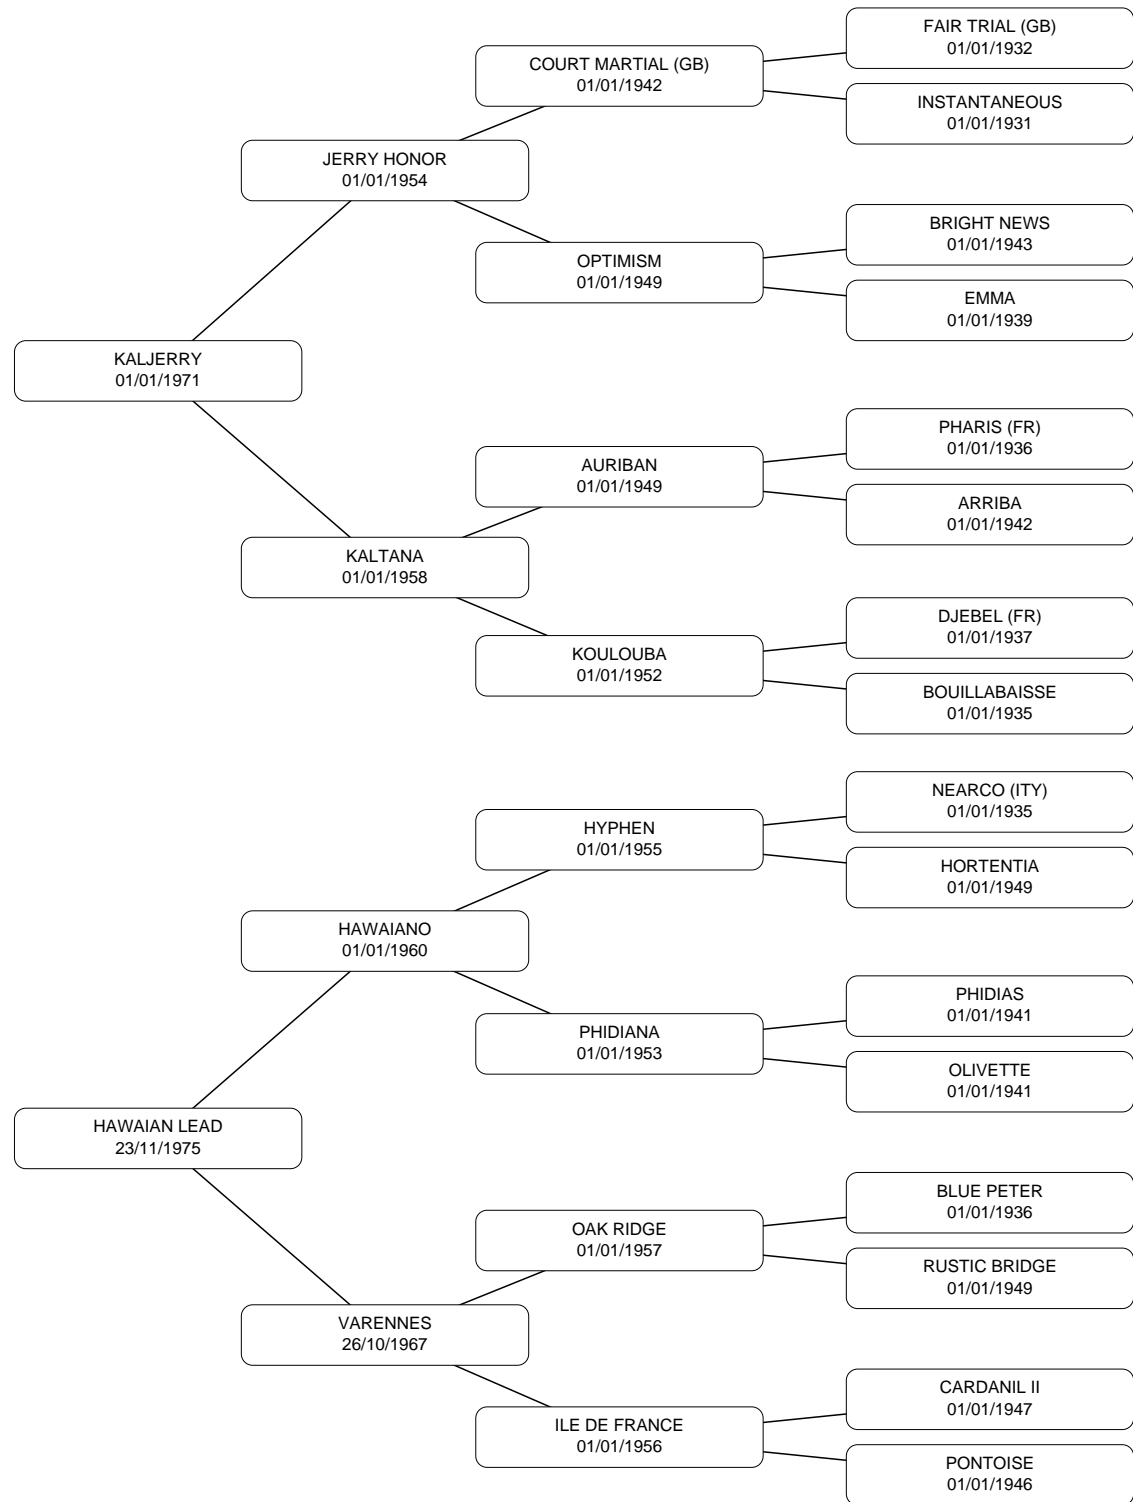 FAIR TRIAL (GB)
01/01/1932
COURT MARTIAL (GB)
01/01/1942
INSTANTANEOUS
01/01/1931
JERRY HONOR
01/01/1954
BRIGHT NEWS
01/01/1943
OPTIMISM
01/01/1949
EMMA
01/01/1939
KALJERRY
01/01/1971
PHARIS (FR)
01/01/1936
AURIBAN
01/01/1949
ARRIBA
01/01/1942
KALTANA
01/01/1958
DJEBEL (FR)
01/01/1937
KOULOUBA
01/01/1952
BOUILLABAISSE
01/01/1935
NEARCO (ITY)
01/01/1935
HYPHEN
01/01/1955
HORTENTIA
01/01/1949
HAWAIANO
01/01/1960
PHIDIAS
01/01/1941
PHIDIANA
01/01/1953
OLIVETTE
01/01/1941
HAWAIAN LEAD
23/11/1975
BLUE PETER
01/01/1936
OAK RIDGE
01/01/1957
RUSTIC BRIDGE
01/01/1949
VARENNES
26/10/1967
CARDANIL II
01/01/1947
ILE DE FRANCE
01/01/1956
PONTOISE
01/01/1946